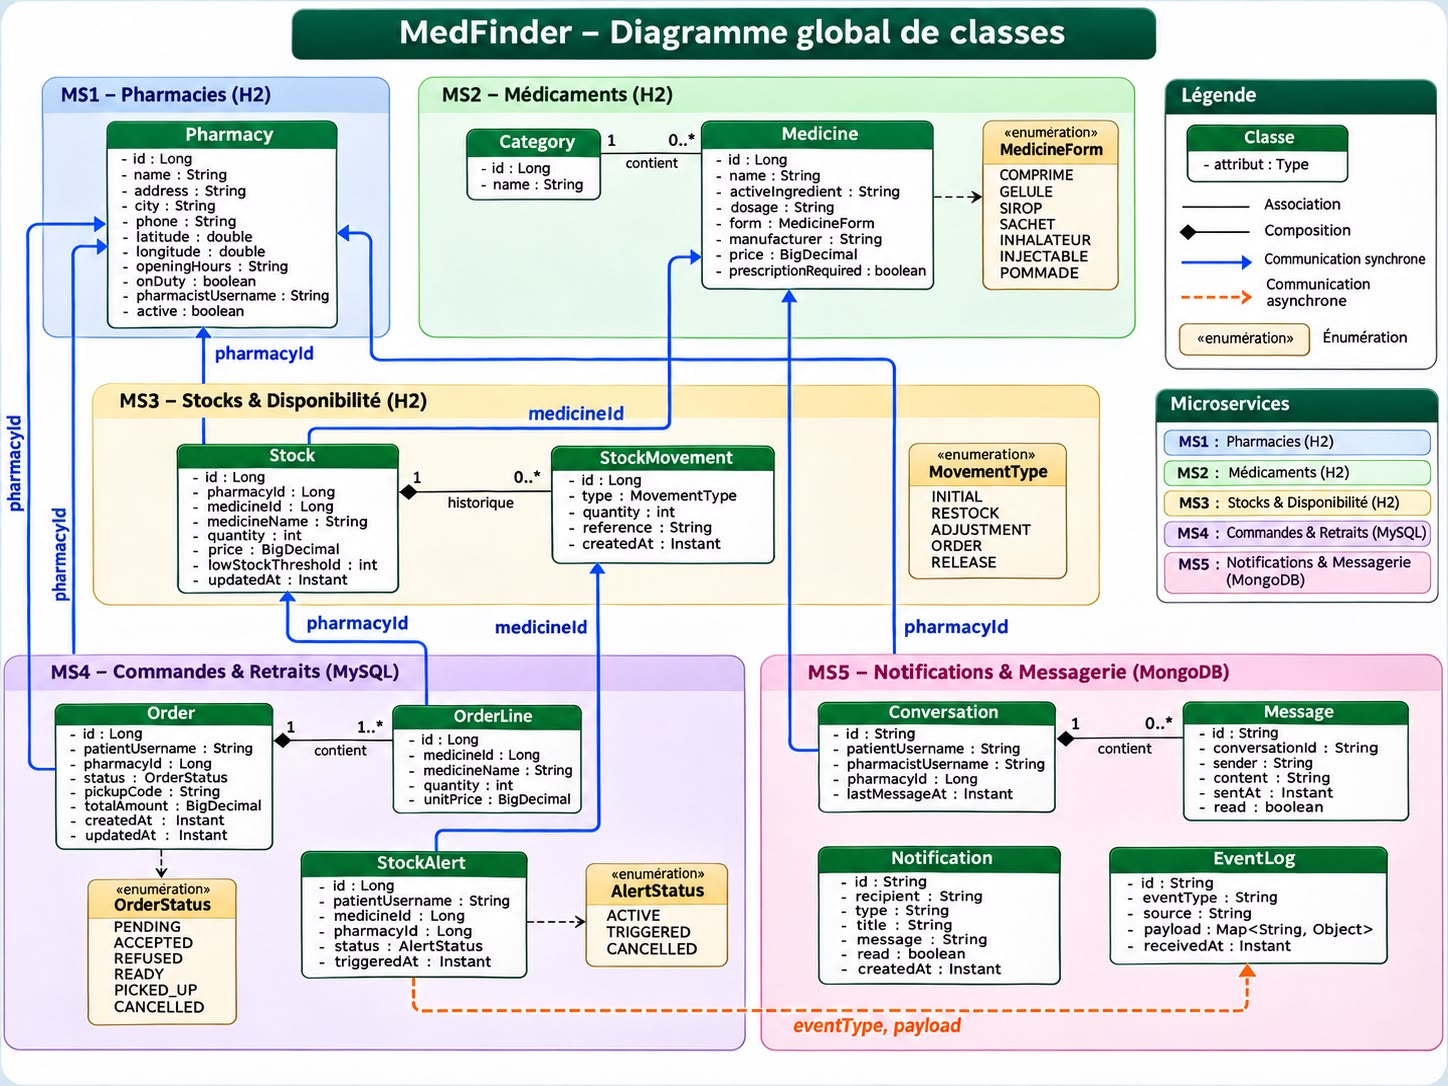 MedFinder – Diagramme global de classes
MS1 – Pharmacies (H2)
Pharmacy
- id : Long
- name : String
- address : String
- city : String
- phone : String
- latitude : double
- longitude : double
- openingHours : String
- onDuty : boolean
- pharmacistUsername : String
- active : boolean
MS2 – Médicaments (H2)
Category
- id : Long
- name : String
1
0..*
contient
Medicine
- id : Long
- name : String
- activeIngredient : String
- dosage : String
- form : MedicineForm
- manufacturer : String
- price : BigDecimal
- prescriptionRequired : boolean
«enumération»
MedicineForm
COMPRIME
GELULE
SIROP
SACHET
INHALATEUR
INJECTABLE
POMMADE
Légende
Classe
- attribut : Type
Association
Composition
Communication synchrone
Communication
asynchrone
«enumération»
Énumération
pharmacyId
pharmacyId
pharmacyId
MS3 – Stocks & Disponibilité (H2)
medicineId
Stock
- id : Long
- pharmacyId : Long
- medicineId : Long
- medicineName : String
- quantity : int
- price : BigDecimal
- lowStockThreshold : int
- updatedAt : Instant
1
0..*
historique
StockMovement
- id : Long
- type : MovementType
- quantity : int
- reference : String
- createdAt : Instant
«enumération»
MovementType
INITIAL
RESTOCK
ADJUSTMENT
ORDER
RELEASE
Microservices
MS1 : Pharmacies (H2)
MS2 : Médicaments (H2)
MS3 : Stocks & Disponibilité (H2)
MS4 : Commandes & Retraits (MySQL)
MS5 : Notifications & Messagerie
(MongoDB)
pharmacyId
medicineId
pharmacyId
MS4 – Commandes & Retraits (MySQL)
Order
- id : Long
- patientUsername : String
- pharmacyId : Long
- status : OrderStatus
- pickupCode : String
- totalAmount : BigDecimal
- createdAt : Instant
- updatedAt : Instant
1
1..*
contient
OrderLine
- id : Long
- medicineId : Long
- medicineName : String
- quantity : int
- unitPrice : BigDecimal
«enumération»
OrderStatus
PENDING
ACCEPTED
REFUSED
READY
PICKED_UP
CANCELLED
StockAlert
- id : Long
- patientUsername : String
- medicineId : Long
- pharmacyId : Long
- status : AlertStatus
- triggeredAt : Instant
«enumération»
AlertStatus
ACTIVE
TRIGGERED
CANCELLED
MS5 – Notifications & Messagerie (MongoDB)
Conversation
- id : String
- patientUsername : String
- pharmacistUsername : String
- pharmacyId : Long
- lastMessageAt : Instant
1
0..*
contient
Message
- id : String
- conversationId : String
- sender : String
- content : String
- sentAt : Instant
- read : boolean
Notification
- id : String
- recipient : String
- type : String
- title : String
- message : String
- read : boolean
- createdAt : Instant
EventLog
- id : String
- eventType : String
- source : String
- payload : Map<String, Object>
- receivedAt : Instant
eventType, payload